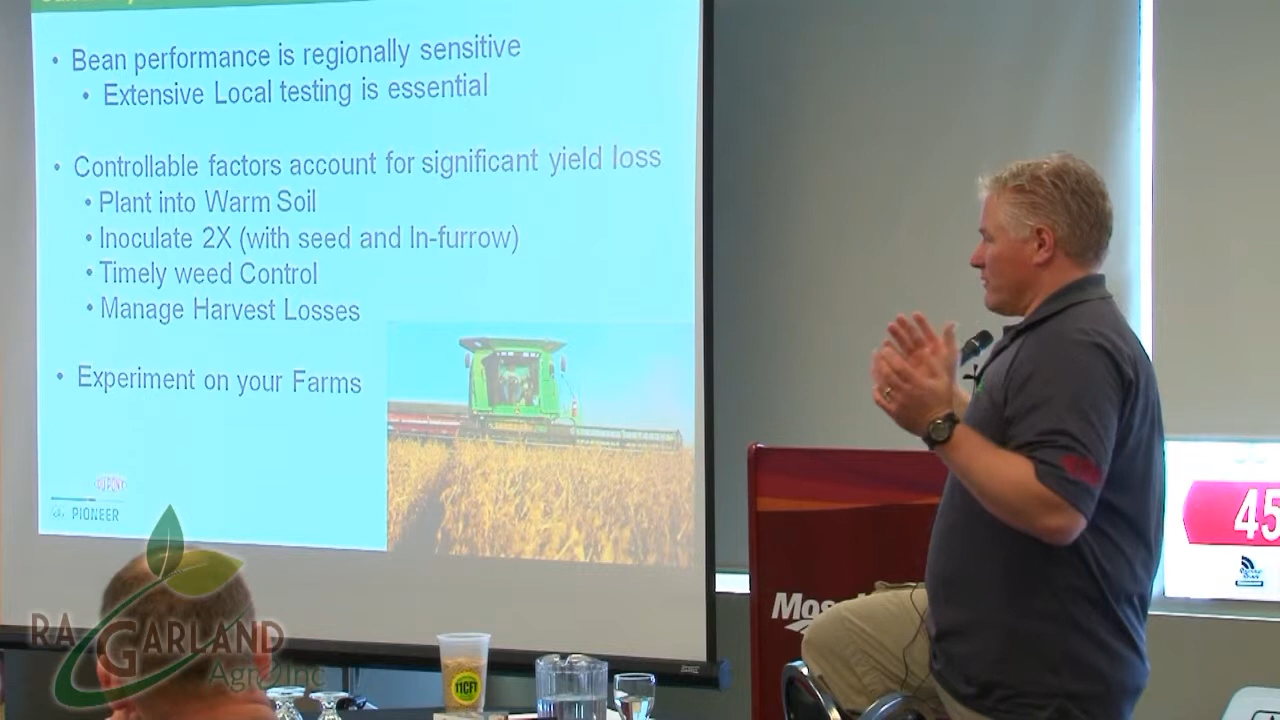 • Bean performance is regionally sensitive
• Extensive Local testing is essential
• Controllable factors account for significant yield loss
• Plant into Warm Soil
• Inoculate 2X (with seed and In-furrow)
• Timely weed Control
• Manage Harvest Losses
• Experiment on your Farms
PIONEER
RA GARLAND
Agro Inc
11CFT
45